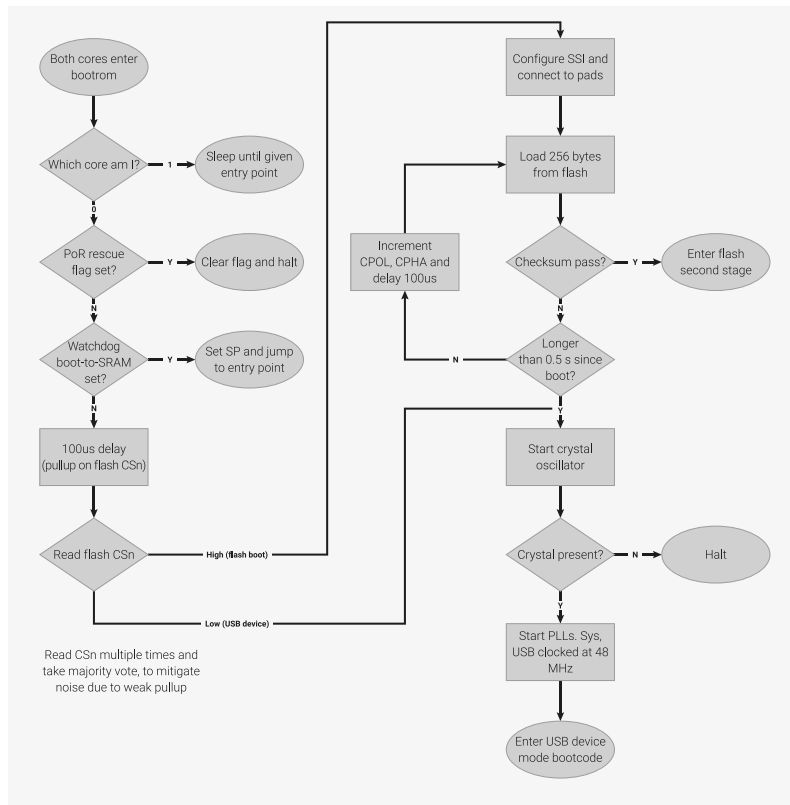 Both cores enter
bootrom
Which core am I?
1
Sleep until given
entry point
0
PoR rescue
flag set?
Y
Clear flag and halt
N
Watchdog
boot-to-SRAM
set?
Y
Set SP and jump
to entry point
N
100us delay
(pullup on flash CSn)
Read flash CSn
High (flash boot)
Low (USB device)
Read CSn multiple times and
take majority vote, to mitigate
noise due to weak pullup
Configure SSI and
connect to pads
Load 256 bytes
from flash
Increment
CPOL, CPHA and
delay 100us
Checksum pass?
Y
Enter flash
second stage
N
Longer
than 0.5 s since
boot?
N
Y
Start crystal
oscillator
Crystal present?
N
Halt
Y
Start PLLs. Sys,
USB clocked at 48
MHz
Enter USB device
mode bootcode